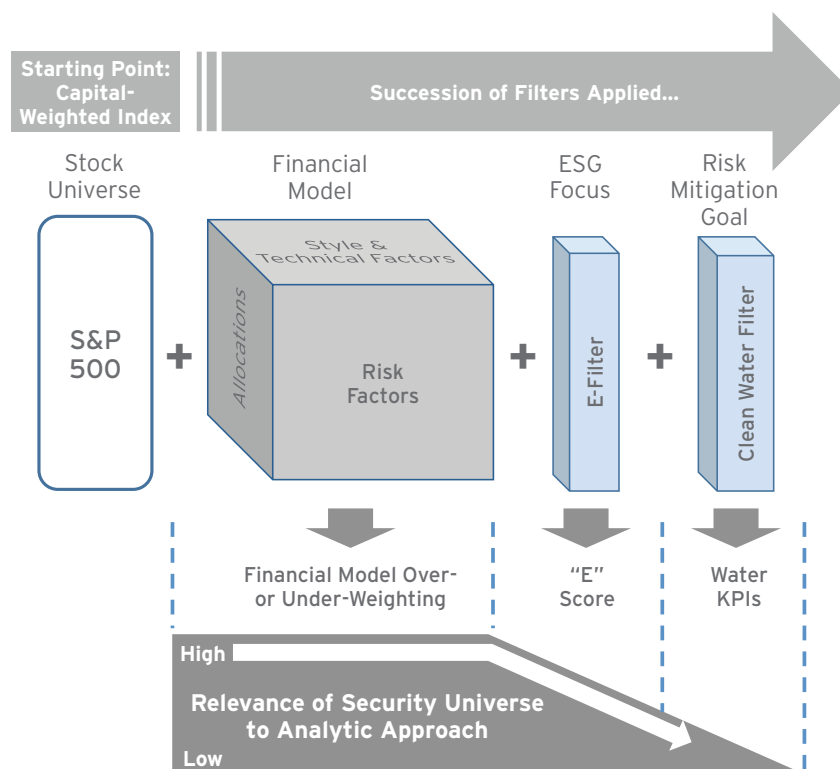 Starting Point:
Capital-
Weighted Index
Succession of Filters Applied...
Stock
Universe
Financial
Model
ESG
Focus
Risk
Mitigation
Goal
S&P
500
+
Allocations
Style &
Technical Factors
Risk
Factors
+
E-Filter
+
Clean Water Filter
Financial Model Over-
or Under-Weighting
“E”
Score
Water
KPIs
High
Relevance of Security Universe
to Analytic Approach
Low